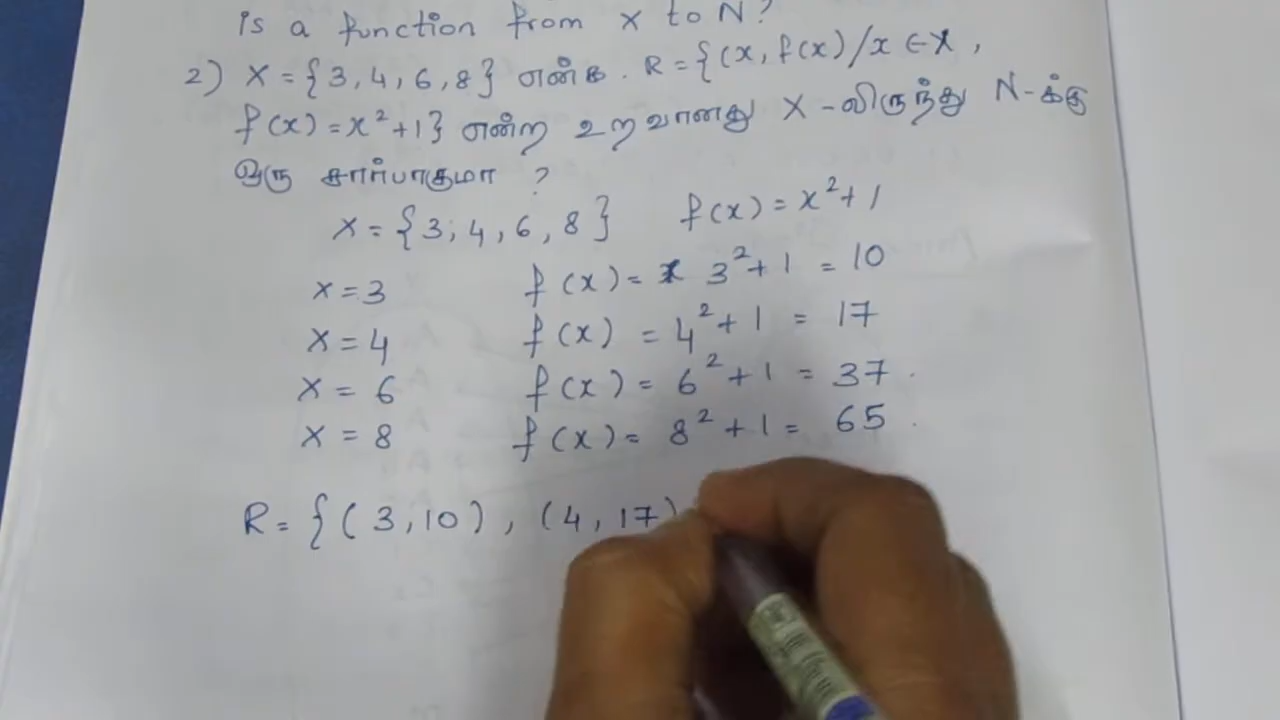 is a function from X to N?
2) X = {3, 4, 6, 8} என்க. R = {(x, f(x) / x ∈ X,
f(x) = x² + 1} என்ற உறவானது X - லிருந்து N - க்கு
ஒரு சார்பாகுமா ?
X = {3, 4, 6, 8} f(x) = x² + 1
x = 3 f(x) = 3² + 1 = 10
x = 4 f(x) = 4² + 1 = 17
x = 6 f(x) = 6² + 1 = 37.
x = 8 f(x) = 8² + 1 = 65.
R = {(3, 10), (4, 17)